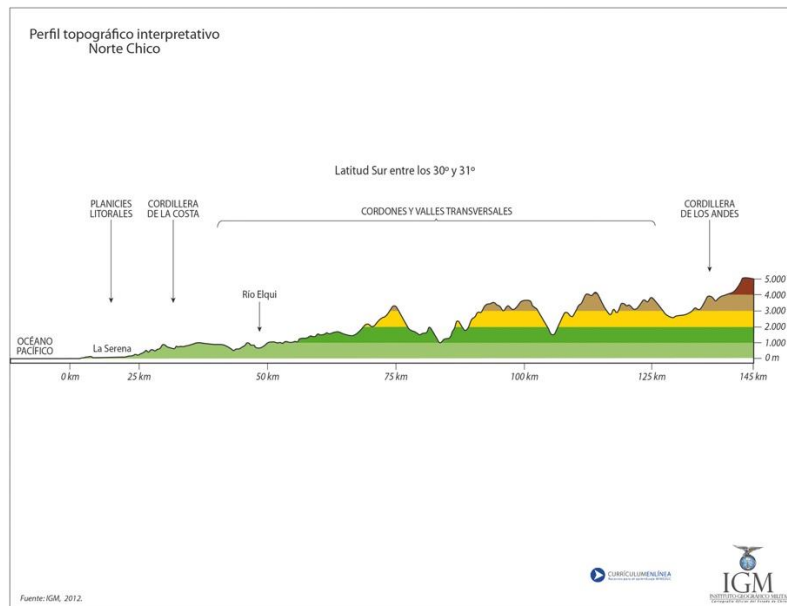 Perfil topográfico interpretativo
Norte Chico
Latitud Sur entre los 30º y 31º
PLANICIES
LITORALES
CORDILLERA
DE LA COSTA
CORDONES Y VALLES TRANSVERSALES
CORDILLERA
DE LOS ANDES
Río Elqui
OCÉANO
PACÍFICO
La Serena
5.000
4.000
3.000
2.000
1.000
0 m
0 km
25 km
50 km
75 km
100 km
125 km
145 km
Fuente: IGM, 2012.
CURRÍCULUMENLÍNEA
IGM
INSTITUTO GEOGRÁFICO MILITAR